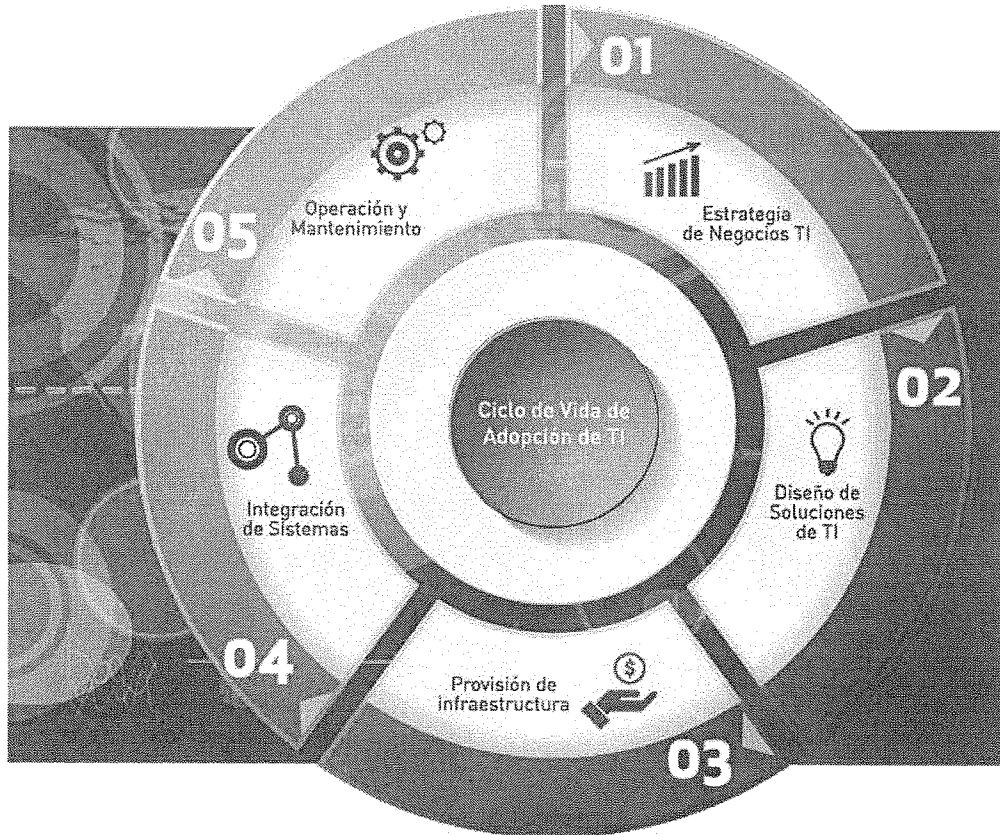 Ciclo de Vida de
Adopción de TI
01
Estrategia
de Negocios TI
02
Diseño de
Soluciones
de TI
03
Provisión de
infraestructura
$
04
Integración
de Sistemas
05
Operación y
Mantenimiento